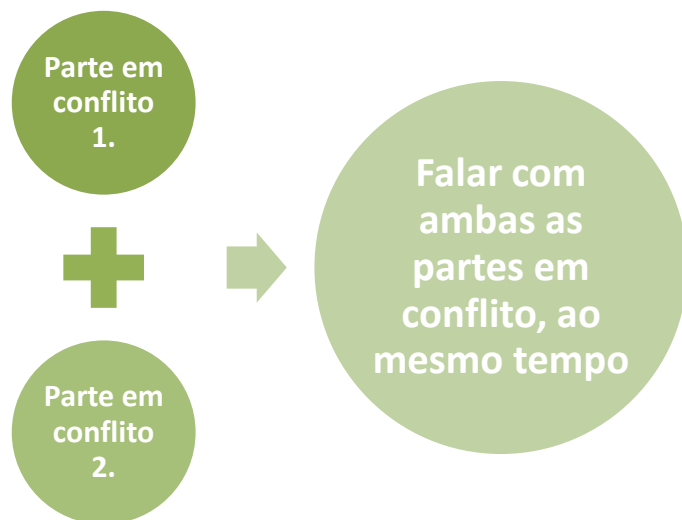 Parte em
conflito
1.
Parte em
conflito
2.
Falar com
ambas as
partes em
conflito, ao
mesmo tempo